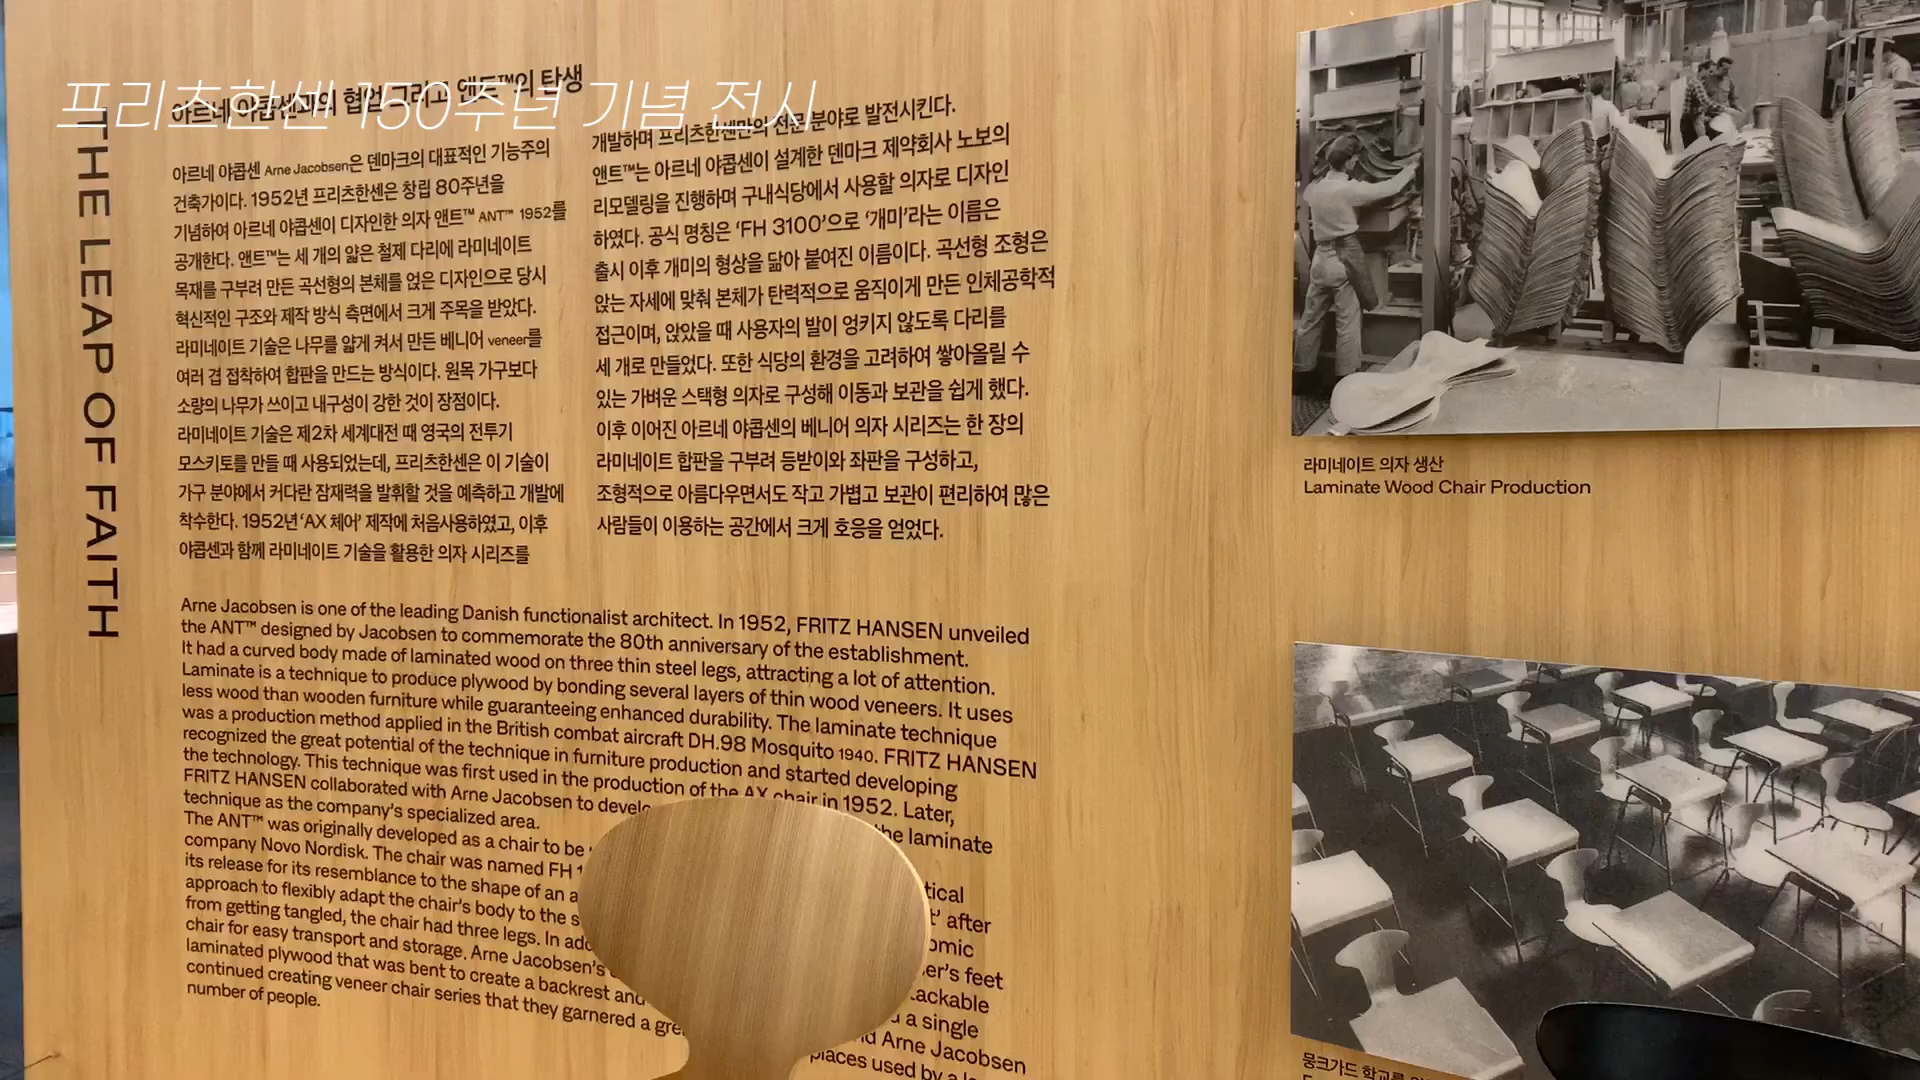 프리츠한센 150주년 기념 전시
THE LEAP OF FAITH
아르네 야콥센과의 협업 그리고 앤트™의 탄생
아르네 야콥센 Arne Jacobsen은 덴마크의 대표적인 기능주의
건축가이다. 1952년 프리츠한센은 창립 80주년을
기념하여 아르네 야콥센이 디자인한 의자 앤트™ ANT™ 1952를
공개한다. 앤트™는 세 개의 얇은 철제 다리에 라미네이트
목재를 구부려 만든 곡선형의 본체를 얹은 디자인으로 당시
혁신적인 구조와 제작 방식 측면에서 크게 주목을 받았다.
라미네이트 기술은 나무를 얇게 켜서 만든 베니어 veneer를
여러 겹 접착하여 합판을 만드는 방식이다. 원목 가구보다
소량의 나무가 쓰이고 내구성이 강한 것이 장점이다.
라미네이트 기술은 제2차 세계대전 때 영국의 전투기
모스키토를 만들 때 사용되었는데, 프리츠한센은 이 기술이
가구 분야에서 커다란 잠재력을 발휘할 것을 예측하고 개발에
착수한다. 1952년 ‘AX 체어’ 제작에 처음사용하였고, 이후
야콥센과 함께 라미네이트 기술을 활용한 의자 시리즈를
개발하며 프리츠한센만의 전문 분야로 발전시킨다.
앤트™는 아르네 야콥센이 설계한 덴마크 제약회사 노보의
리모델링을 진행하며 구내식당에서 사용할 의자로 디자인
하였다. 공식 명칭은 ‘FH 3100’으로 ‘개미’라는 이름은
출시 이후 개미의 형상을 닮아 붙여진 이름이다. 곡선형 조형은
앉는 자세에 맞춰 본체가 탄력적으로 움직이게 만든 인체공학적
접근이며, 앉았을 때 사용자의 발이 엉키지 않도록 다리를
세 개로 만들었다. 또한 식당의 환경을 고려하여 쌓아올릴 수
있는 가벼운 스택형 의자로 구성해 이동과 보관을 쉽게 했다.
이후 이어진 아르네 야콥센의 베니어 의자 시리즈는 한 장의
라미네이트 합판을 구부려 등받이와 좌판을 구성하고,
조형적으로 아름다우면서도 작고 가볍고 보관이 편리하여 많은
사람들이 이용하는 공간에서 크게 호응을 얻었다.
Arne Jacobsen is one of the leading Danish functionalist architect. In 1952, FRITZ HANSEN unveiled
the ANT™ designed by Jacobsen to commemorate the 80th anniversary of the establishment.
It had a curved body made of laminated wood on three thin steel legs, attracting a lot of attention.
Laminate is a technique to produce plywood by bonding several layers of thin wood veneers. It uses
less wood than wooden furniture while guaranteeing enhanced durability. The laminate technique
was a production method applied in the British combat aircraft DH.98 Mosquito 1940. FRITZ HANSEN
recognized the great potential of the technique in furniture production and started developing
the technology. This technique was first used in the production of the AX chair in 1952. Later,
FRITZ HANSEN collaborated with Arne Jacobsen to the laminate
technique as the company's specialized area.
The ANT™ was originally developed as a chair to be
company Novo Nordisk. The chair was named FH after
its release for its resemblance to the shape of an
approach to flexibly adapt the chair's body to the feet
from getting tangled, the chair had three legs. In
chair for easy transport and storage. Arne Jacobsen's a single
laminated plywood that was bent to create a backrest and Arne Jacobsen
continued creating veneer chair series that they garnered a places used by a
number of people.
라미네이트 의자 생산
Laminate Wood Chair Production
뭉크가드 학교를